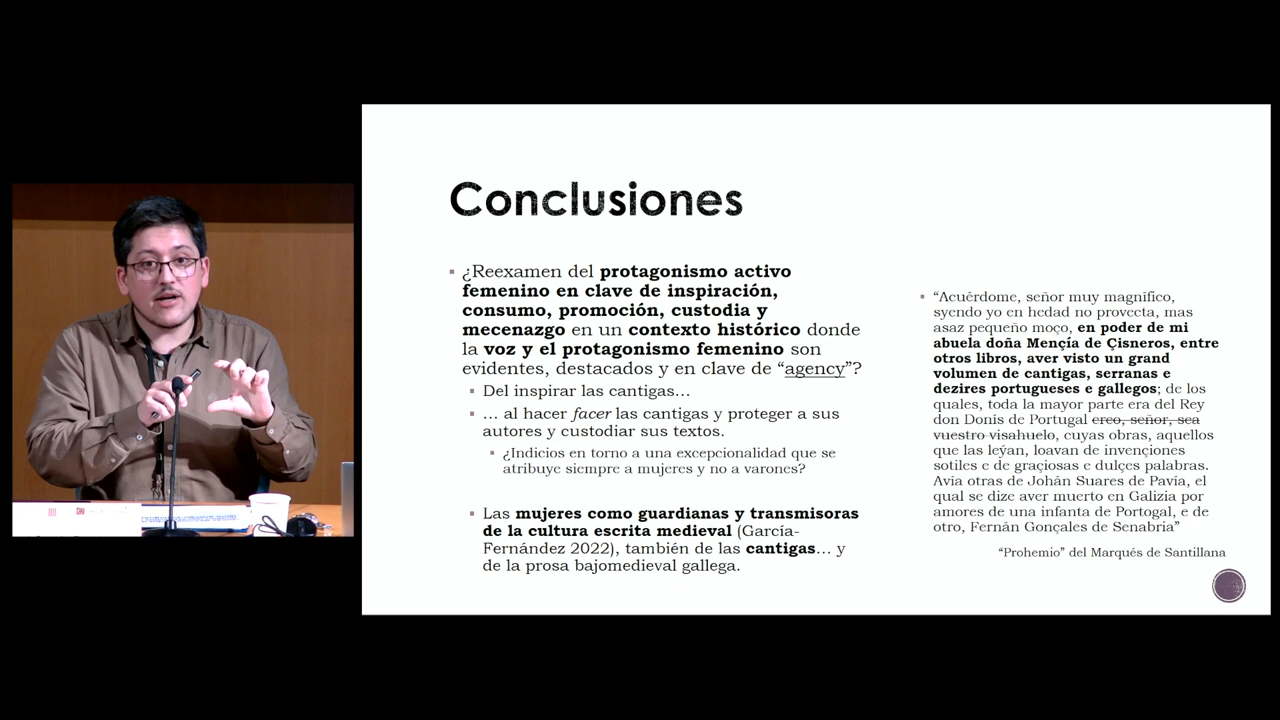 Conclusiones
¿Reexamen del protagonismo activo
femenino en clave de inspiración,
consumo, promoción, custodia y
mecenazgo en un contexto histórico donde
la voz y el protagonismo femenino son
evidentes, destacados y en clave de “agency”?
Del inspirar las cantigas…
… al hacer facer las cantigas y proteger a sus
autores y custodiar sus textos.
¿Indicios en torno a una excepcionalidad que se
atribuye siempre a mujeres y no a varones?
Las mujeres como guardianas y transmisoras
de la cultura escrita medieval (García-
Fernández 2022), también de las cantigas… y
de la prosa bajomedieval gallega.
“Acuérdome, señor muy magnífico,
syendo yo en hedad no provecta, mas
asaz pequeño moço, en poder de mi
abuela doña Mençía de Çisneros, entre
otros libros, aver visto un grand
volumen de cantigas, serranas e
dezires portugueses e gallegos; de los
quales, toda la mayor parte era del Rey
don Donís de Portugal creo, señor, sea
vuestro visahuelo, cuyas obras, aquellos
que las leýan, loavan de invençiones
sotiles e de graçiosas e dulçes palabras.
Avía otras de Johán Suares de Pavía, el
qual se dize aver muerto en Galizia por
amores de una infanta de Portogal, e de
otro, Fernán Gonçales de Senabria”
“Prohemio” del Marqués de Santillana